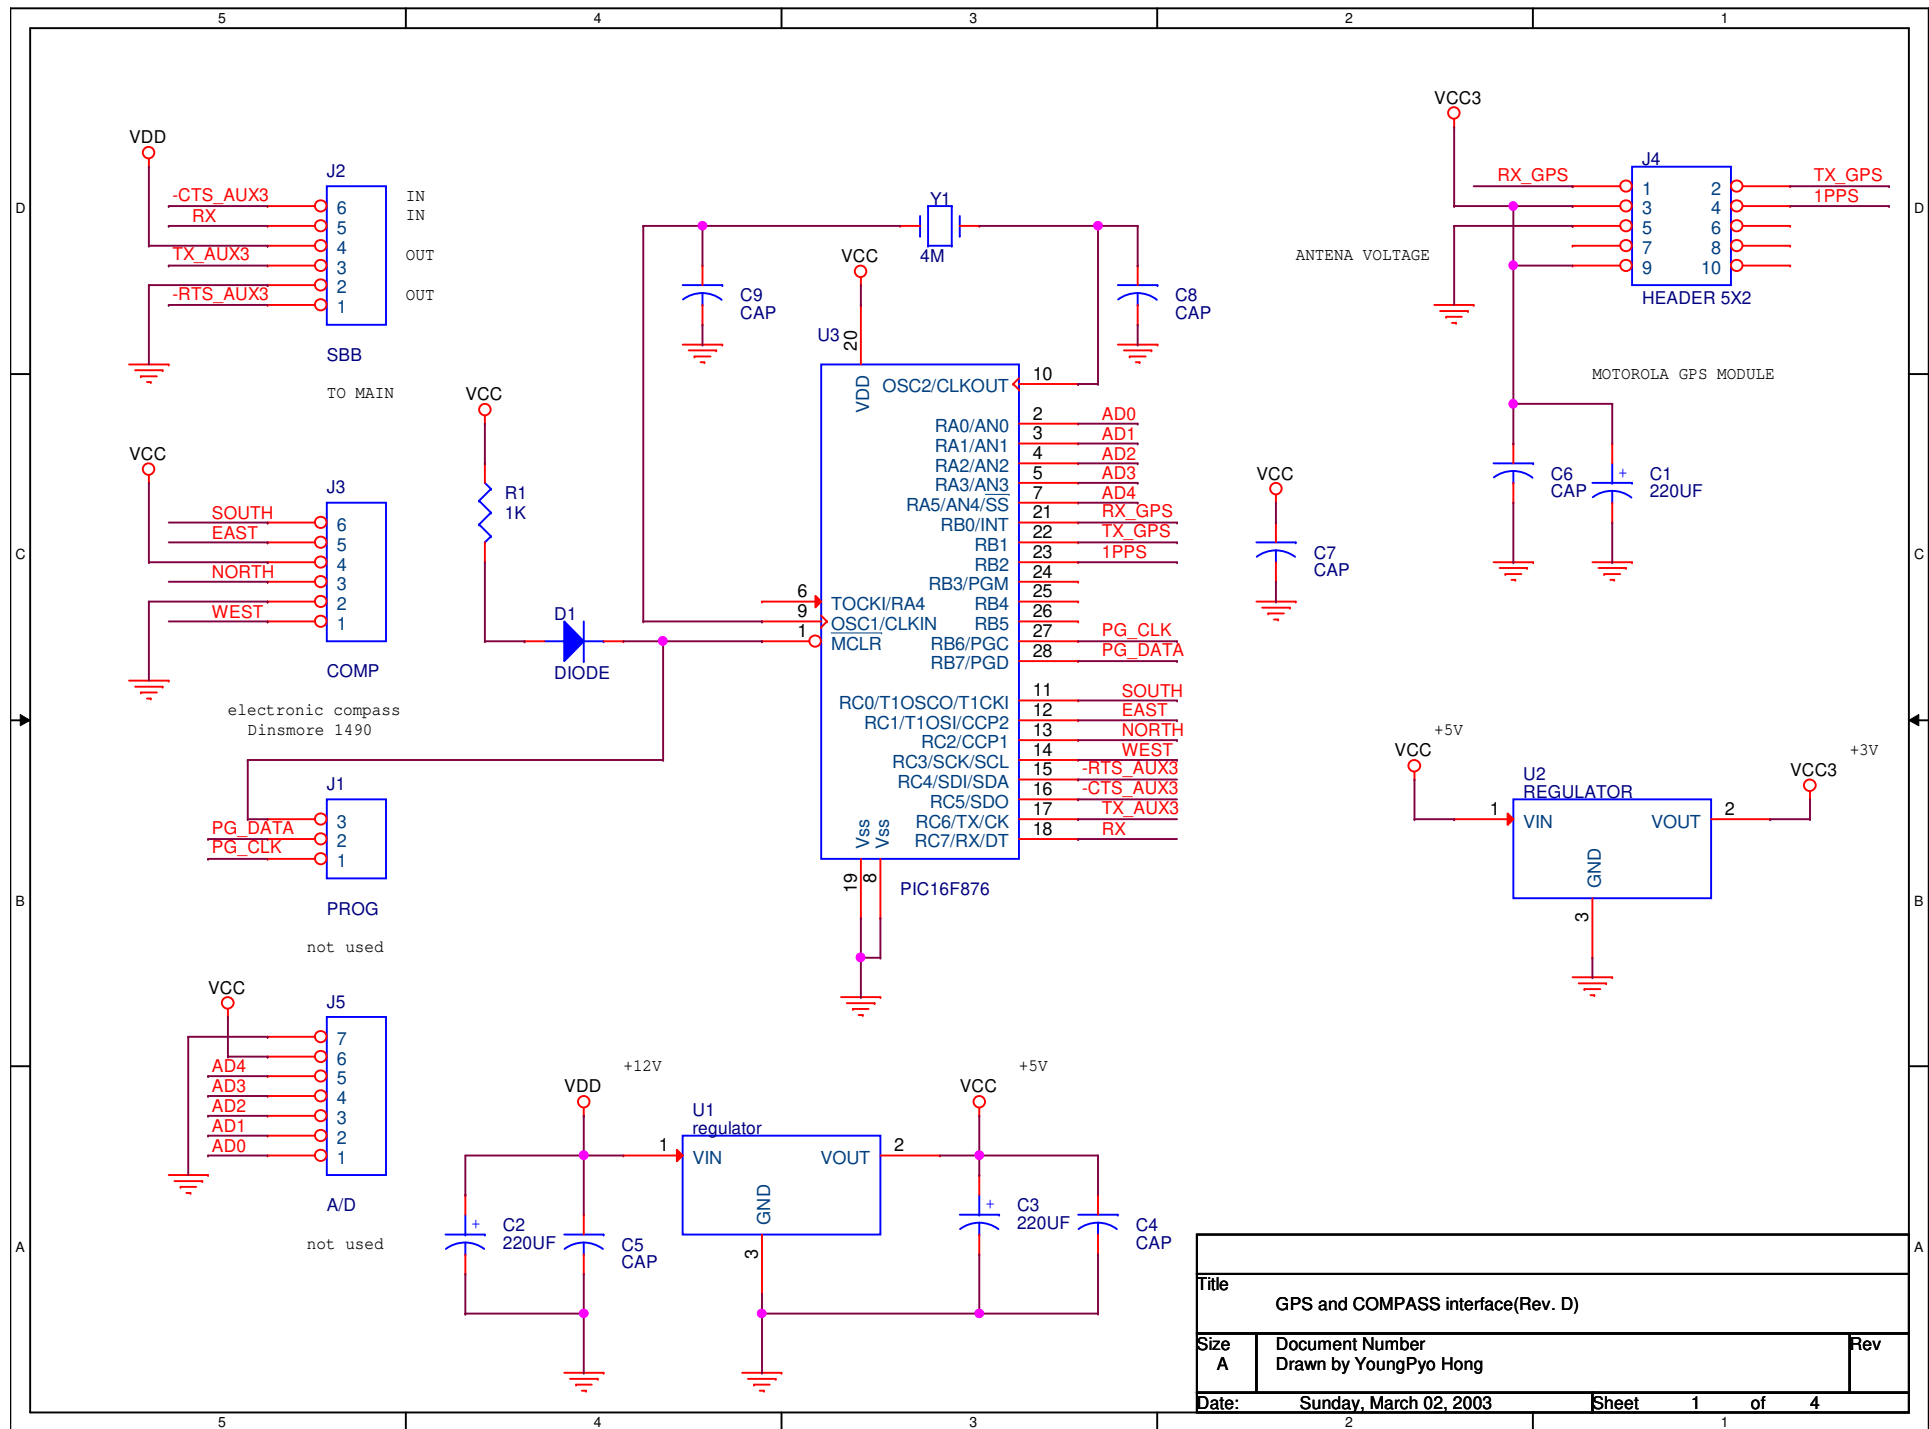 5 4 3 2 1
D
D
C
C
B
B
A
A
5 4 3 2 1
VDD
J2
-CTS_AUX3
RX
TX_AUX3
-RTS_AUX3
6
5
4
3
2
1
IN
IN
OUT
OUT
SBB
TO MAIN
VCC
J3
SOUTH
EAST
NORTH
WEST
6
5
4
3
2
1
COMP
electronic compass
Dinsmore 1490
J1
PG_DATA
PG_CLK
3
2
1
PROG
not used
VCC
J5
AD4
AD3
AD2
AD1
AD0
7
6
5
4
3
2
1
A/D
not used
VCC
R1
1K
D1
DIODE
Y1
4M
C9
CAP
C8
CAP
VCC
U3
20
VDD
OSC2/CLKOUT 10
RA0/AN0 2 AD0
RA1/AN1 3 AD1
RA2/AN2 4 AD2
RA3/AN3 5 AD3
RA5/AN4/SS 7 AD4
RB0/INT 21 RX_GPS
RB1 22 TX_GPS
RB2 23 1PPS
RB3/PGM 24
RB4 25
RB5 26
RB6/PGC 27 PG_CLK
RB7/PGD 28 PG_DATA
6 TOCKI/RA4
9 OSC1/CLKIN
1 MCLR
RC0/T1OSCO/T1CKI 11 SOUTH
RC1/T1OSI/CCP2 12 EAST
RC2/CCP1 13 NORTH
RC3/SCK/SCL 14 WEST
RC4/SDI/SDA 15 -RTS_AUX3
RC5/SDO 16 -CTS_AUX3
RC6/TX/CK 17 TX_AUX3
RC7/RX/DT 18 RX
Vss
Vss
19
8
PIC16F876
VCC
C7
CAP
VCC3
J4
RX_GPS
TX_GPS
1PPS
1 2
3 4
5 6
7 8
9 10
HEADER 5X2
ANTENA VOLTAGE
MOTOROLA GPS MODULE
C6
CAP
+
C1
220UF
+5V
VCC
U2
REGULATOR
1 VIN
VOUT 2
GND
3
VCC3
+3V
+12V
VDD
U1
regulator
1 VIN
VOUT 2
GND
3
+5V
VCC
+
C2
220UF
C5
CAP
+
C3
220UF
C4
CAP
Title
GPS and COMPASS interface(Rev. D)
Size
A
Document Number
Drawn by YoungPyo Hong
Rev
Date: Sunday, March 02, 2003 Sheet 1 of 4